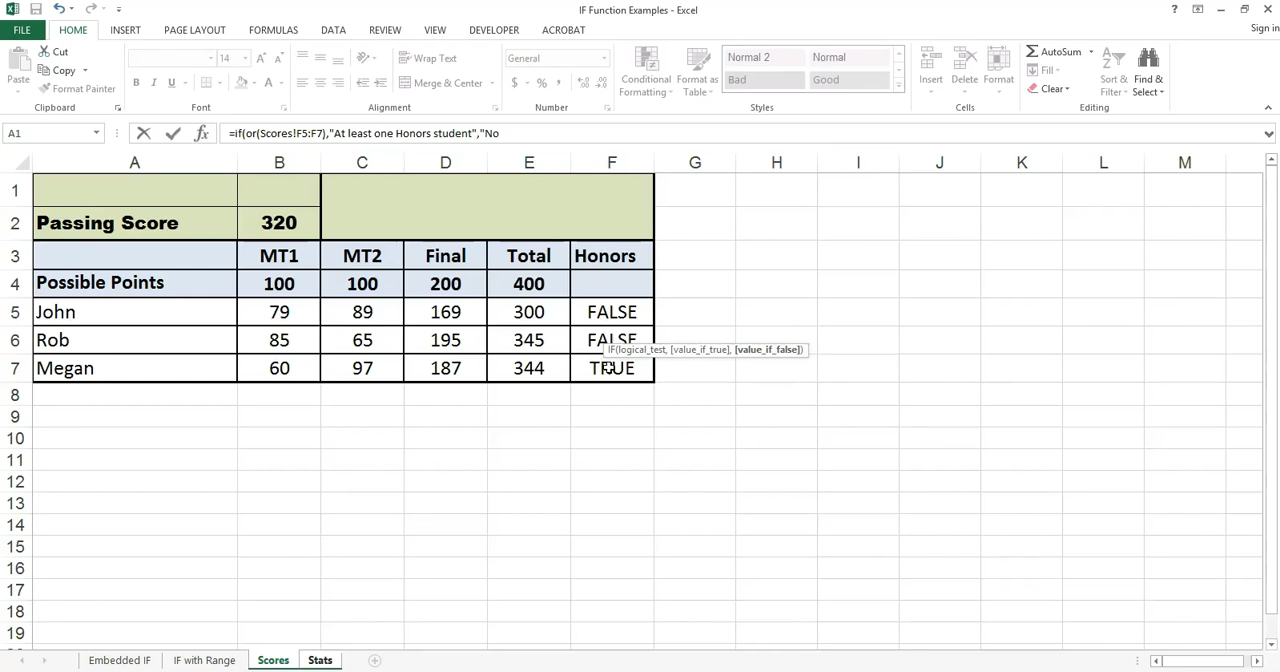 IF Function Examples - Excel
Sign in
FILE HOME INSERT PAGE LAYOUT FORMULAS DATA REVIEW VIEW DEVELOPER ACROBAT
Cut
Copy
Format Painter
Paste
Clipboard
14 A A
B I U A
Font
Wrap Text
Merge & Center
Alignment
General
$ % ,
Number
Conditional Formatting
Format as Table
Normal 2 Normal
Bad Good
Styles
Insert Delete Format
Cells
AutoSum
Fill
Clear
Sort & Filter
Find & Select
Editing
A1 fx =if(or(Scores!F5:F7),"At least one Honors student","No
A B C D E F G H I J K L M
1
2 Passing Score 320
3 MT1 MT2 Final Total Honors
4 Possible Points 100 100 200 400
5 John 79 89 169 300 FALSE
6 Rob 85 65 195 345 FALSE
IF(logical_test, [value_if_true], [value_if_false])
7 Megan 60 97 187 344 TRUE
8
9
10
11
12
13
14
15
16
17
18
19
Embedded IF IF with Range Scores Stats